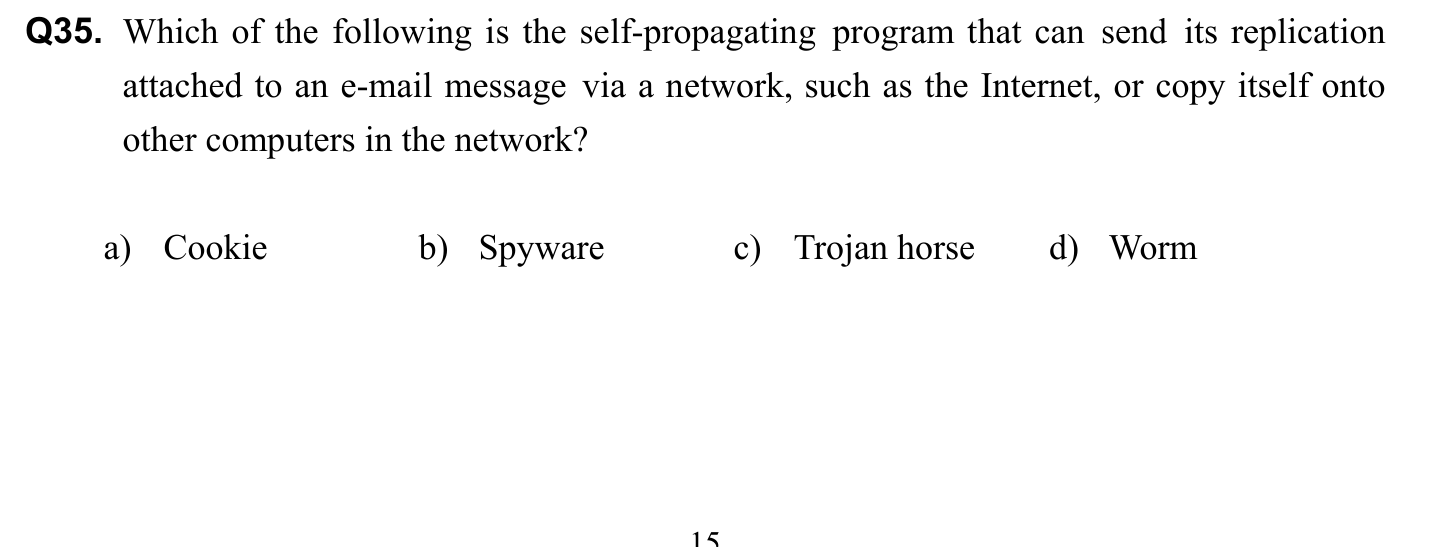 Q35. Which of the following is the self-propagating program that can send its replication
attached to an e-mail message via a network, such as the Internet, or copy itself onto
other computers in the network?
a) Cookie b) Spyware c) Trojan horse d) Worm
15